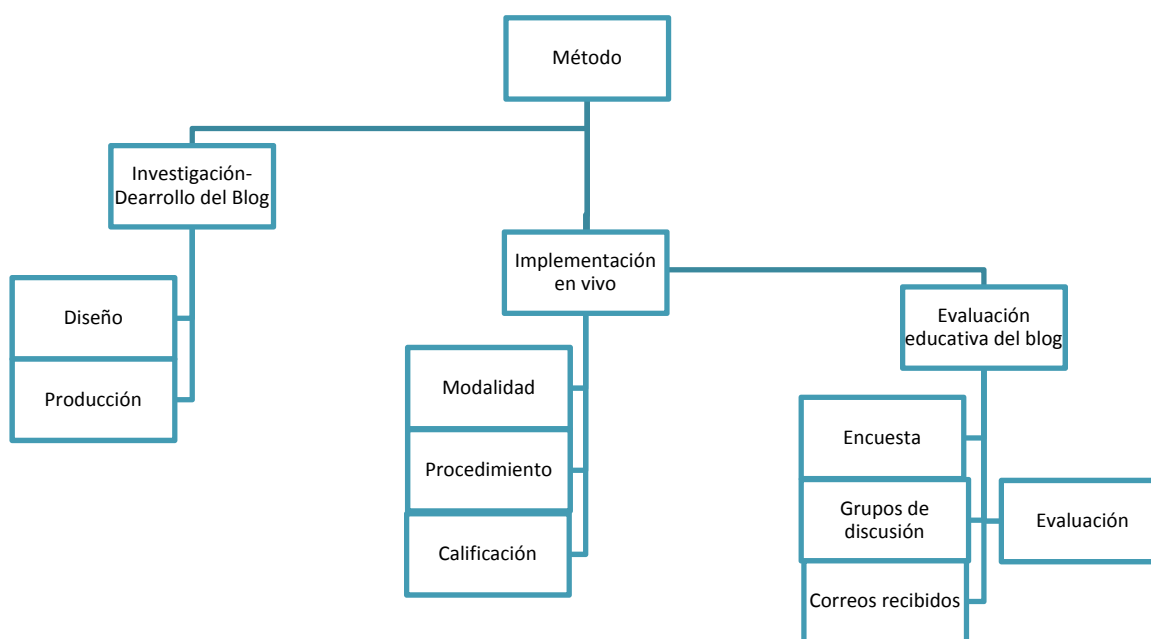 Método
Investigación-
Dearrollo del Blog
Diseño
Producción
Implementación
en vivo
Modalidad
Procedimiento
Calificación
Evaluación
educativa del blog
Encuesta
Grupos de
discusión
Correos recibidos
Evaluación